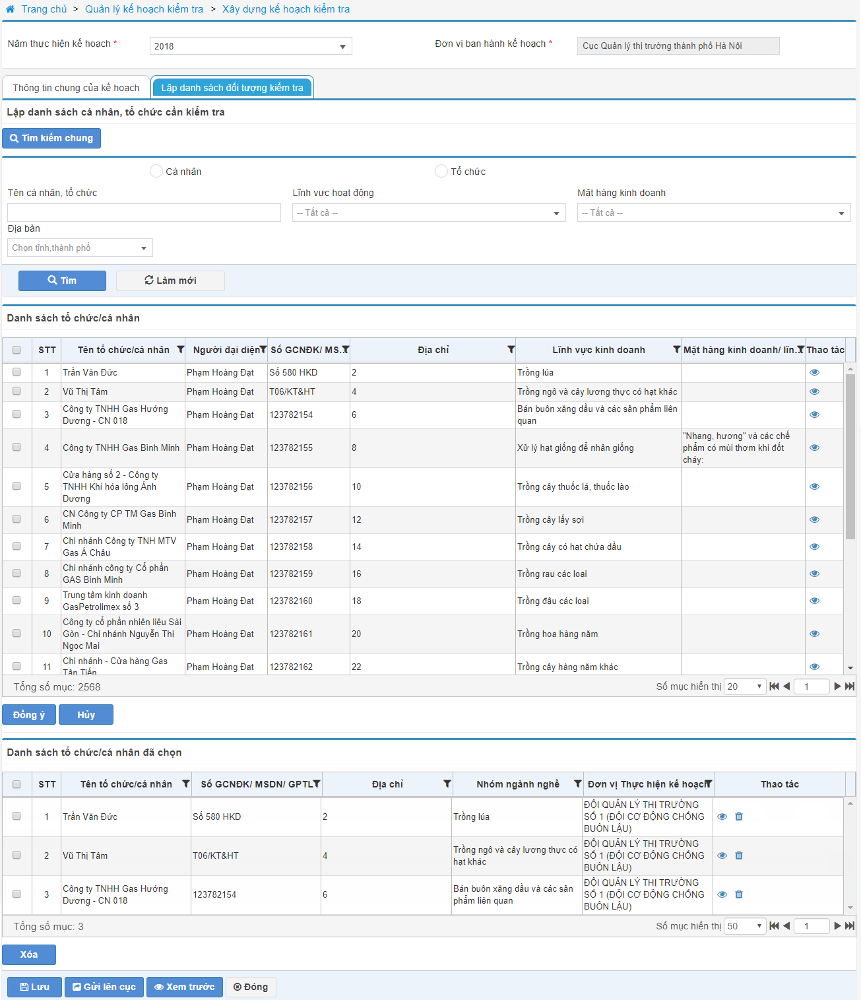 Trang chủ > Quản lý kế hoạch kiểm tra > Xây dựng kế hoạch kiểm tra
Năm thực hiện kế hoạch * 2018 Đơn vị ban hành kế hoạch * Cục Quản lý thị trường thành phố Hà Nội
Thông tin chung của kế hoạch Lập danh sách đối tượng kiểm tra
Lập danh sách cá nhân, tổ chức cần kiểm tra
Tìm kiếm chung
Cá nhân Tổ chức
Tên cá nhân, tổ chức Lĩnh vực hoạt động Mặt hàng kinh doanh
-- Tất cả -- -- Tất cả --
Địa bàn
Chọn tỉnh,thành phố
Tìm Làm mới
Danh sách tổ chức/cá nhân
STT Tên tổ chức/cá nhân Người đại diện Số GCNĐK/ MS... Địa chỉ Lĩnh vực kinh doanh Mặt hàng kinh doanh/ lĩn... Thao tác
1 Trần Văn Đức Phạm Hoàng Đạt Số 580 HKD 2 Trồng lúa
2 Vũ Thị Tâm Phạm Hoàng Đạt T06/KT&HT 4 Trồng ngô và cây lương thực có hạt khác
3 Công ty TNHH Gas Hướng Dương - CN 018 Phạm Hoàng Đạt 123782154 6 Bán buôn xăng dầu và các sản phẩm liên quan
4 Công ty TNHH Gas Bình Minh Phạm Hoàng Đạt 123782155 8 Xử lý hạt giống để nhân giống "Nhang, hương" và các chế phẩm có mùi thơm khi đốt cháy:
5 Cửa hàng số 2 - Công ty TNHH Khí hóa lỏng Ánh Dương Phạm Hoàng Đạt 123782156 10 Trồng cây thuốc lá, thuốc lào
6 CN Công ty CP TM Gas Bình Minh Phạm Hoàng Đạt 123782157 12 Trồng cây lấy sợi
7 Chi nhánh Công ty TNH MTV Gas Á Châu Phạm Hoàng Đạt 123782158 14 Trồng cây có hạt chứa dầu
8 Chi nhánh công ty Cổ phần GAS Bình Minh Phạm Hoàng Đạt 123782159 16 Trồng rau các loại
9 Trung tâm kinh doanh GasPetrolimex số 3 Phạm Hoàng Đạt 123782160 18 Trồng đậu các loại
10 Công ty cổ phần nhiên liệu Sài Gòn - Chi nhánh Nguyễn Thị Ngọc Mai Phạm Hoàng Đạt 123782161 20 Trồng hoa hàng năm
11 Chi nhánh - Cửa hàng Gas Tân Tiến Phạm Hoàng Đạt 123782162 22 Trồng cây hàng năm khác
Tổng số mục: 2568 Số mục hiển thị 20 1
Đồng ý Hủy
Danh sách tổ chức/cá nhân đã chọn
STT Tên tổ chức/cá nhân Số GCNĐK/ MSDN/ GPTL Địa chỉ Nhóm ngành nghề Đơn vị Thực hiện kế hoạch Thao tác
1 Trần Văn Đức Số 580 HKD 2 Trồng lúa ĐỘI QUẢN LÝ THỊ TRƯỜNG SỐ 1 (ĐỘI CƠ ĐỘNG CHỐNG BUÔN LẬU)
2 Vũ Thị Tâm T06/KT&HT 4 Trồng ngô và cây lương thực có hạt khác ĐỘI QUẢN LÝ THỊ TRƯỜNG SỐ 1 (ĐỘI CƠ ĐỘNG CHỐNG BUÔN LẬU)
3 Công ty TNHH Gas Hướng Dương - CN 018 123782154 6 Bán buôn xăng dầu và các sản phẩm liên quan ĐỘI QUẢN LÝ THỊ TRƯỜNG SỐ 1 (ĐỘI CƠ ĐỘNG CHỐNG BUÔN LẬU)
Tổng số mục: 3 Số mục hiển thị 50 1
Xóa
Lưu Gửi lên cục Xem trước Đóng